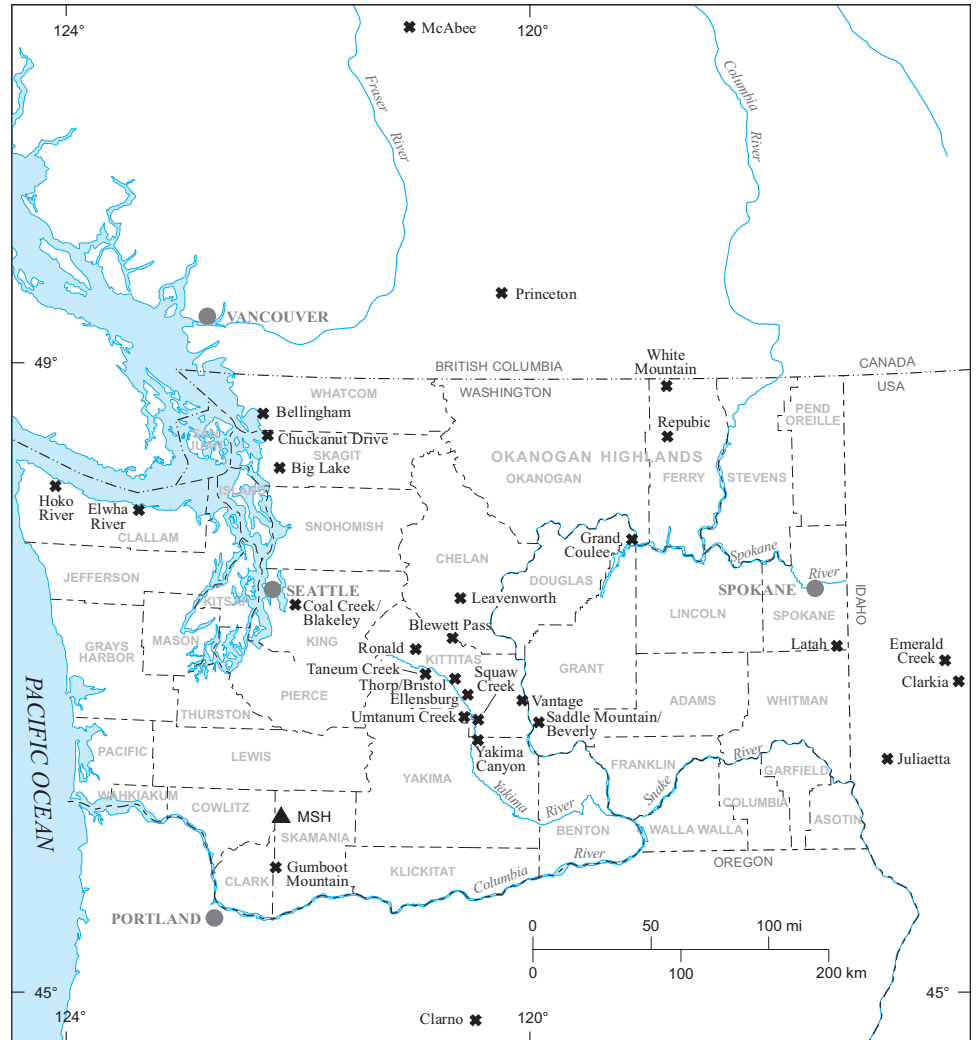 124°
120°
McAbee
Fraser
River
Columbia
River
Princeton
VANCOUVER
49°
BRITISH COLUMBIA
CANADA
WASHINGTON
USA
White
Mountain
WHATCOM
Bellingham
PEND
OREILLE
SAN
JUAN
Chuckanut Drive
SKAGIT
Repubic
OKANOGAN HIGHLANDS
OKANOGAN
FERRY
STEVENS
Big Lake
ISLAND
Hoko
River
Elwha
River
CLALLAM
SNOHOMISH
CHELAN
Grand
Coulee
Spokane
River
JEFFERSON
DOUGLAS
SEATTLE
SPOKANE
KITSAP
Coal Creek/
Blakeley
Leavenworth
LINCOLN
SPOKANE
IDAHO
GRAYS
HARBOR
MASON
KING
Blewett Pass
Ronald
KITTITAS
Latah
Emerald
Creek
Taneum Creek
Squaw
Creek
GRANT
Clarkia
Thorp/Bristol
Ellensburg
PIERCE
Vantage
ADAMS
WHITMAN
THURSTON
Umtanum Creek
Saddle Mountain/
Beverly
PACIFIC OCEAN
PACIFIC
LEWIS
Yakima
Canyon
Juliaetta
YAKIMA
FRANKLIN
Snake
River
GARFIELD
WAHKIAKUM
COWLITZ
Yakima
River
COLUMBIA
ASOTIN
MSH
SKAMANIA
BENTON
WALLA WALLA
OREGON
Gumboot
Mountain
CLARK
KLICKITAT
Columbia
River
PORTLAND
0
50
100 mi
0
100
200 km
45°
45°
124°
120°
Clarno